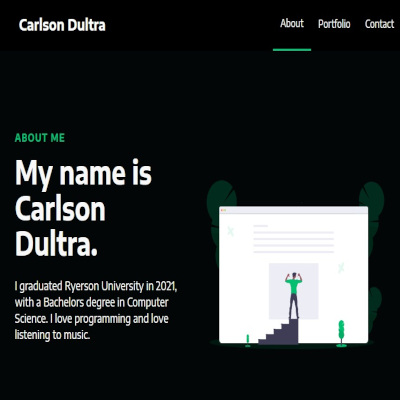 Carlson Dultra
About Portfolio Contact
ABOUT ME
My name is
Carlson
Dultra.
I graduated Ryerson University in 2021,
with a Bachelors degree in Computer
Science. I love programming and love
listening to music.